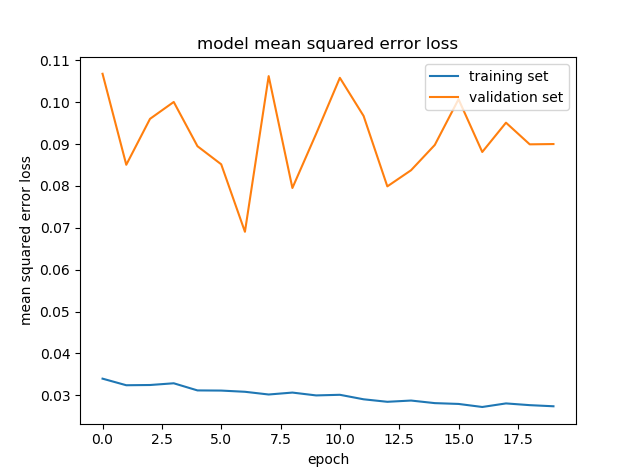 model mean squared error loss
training set
validation set
mean squared error loss
0.11
0.10
0.09
0.08
0.07
0.06
0.05
0.04
0.03
0.0 2.5 5.0 7.5 10.0 12.5 15.0 17.5
epoch